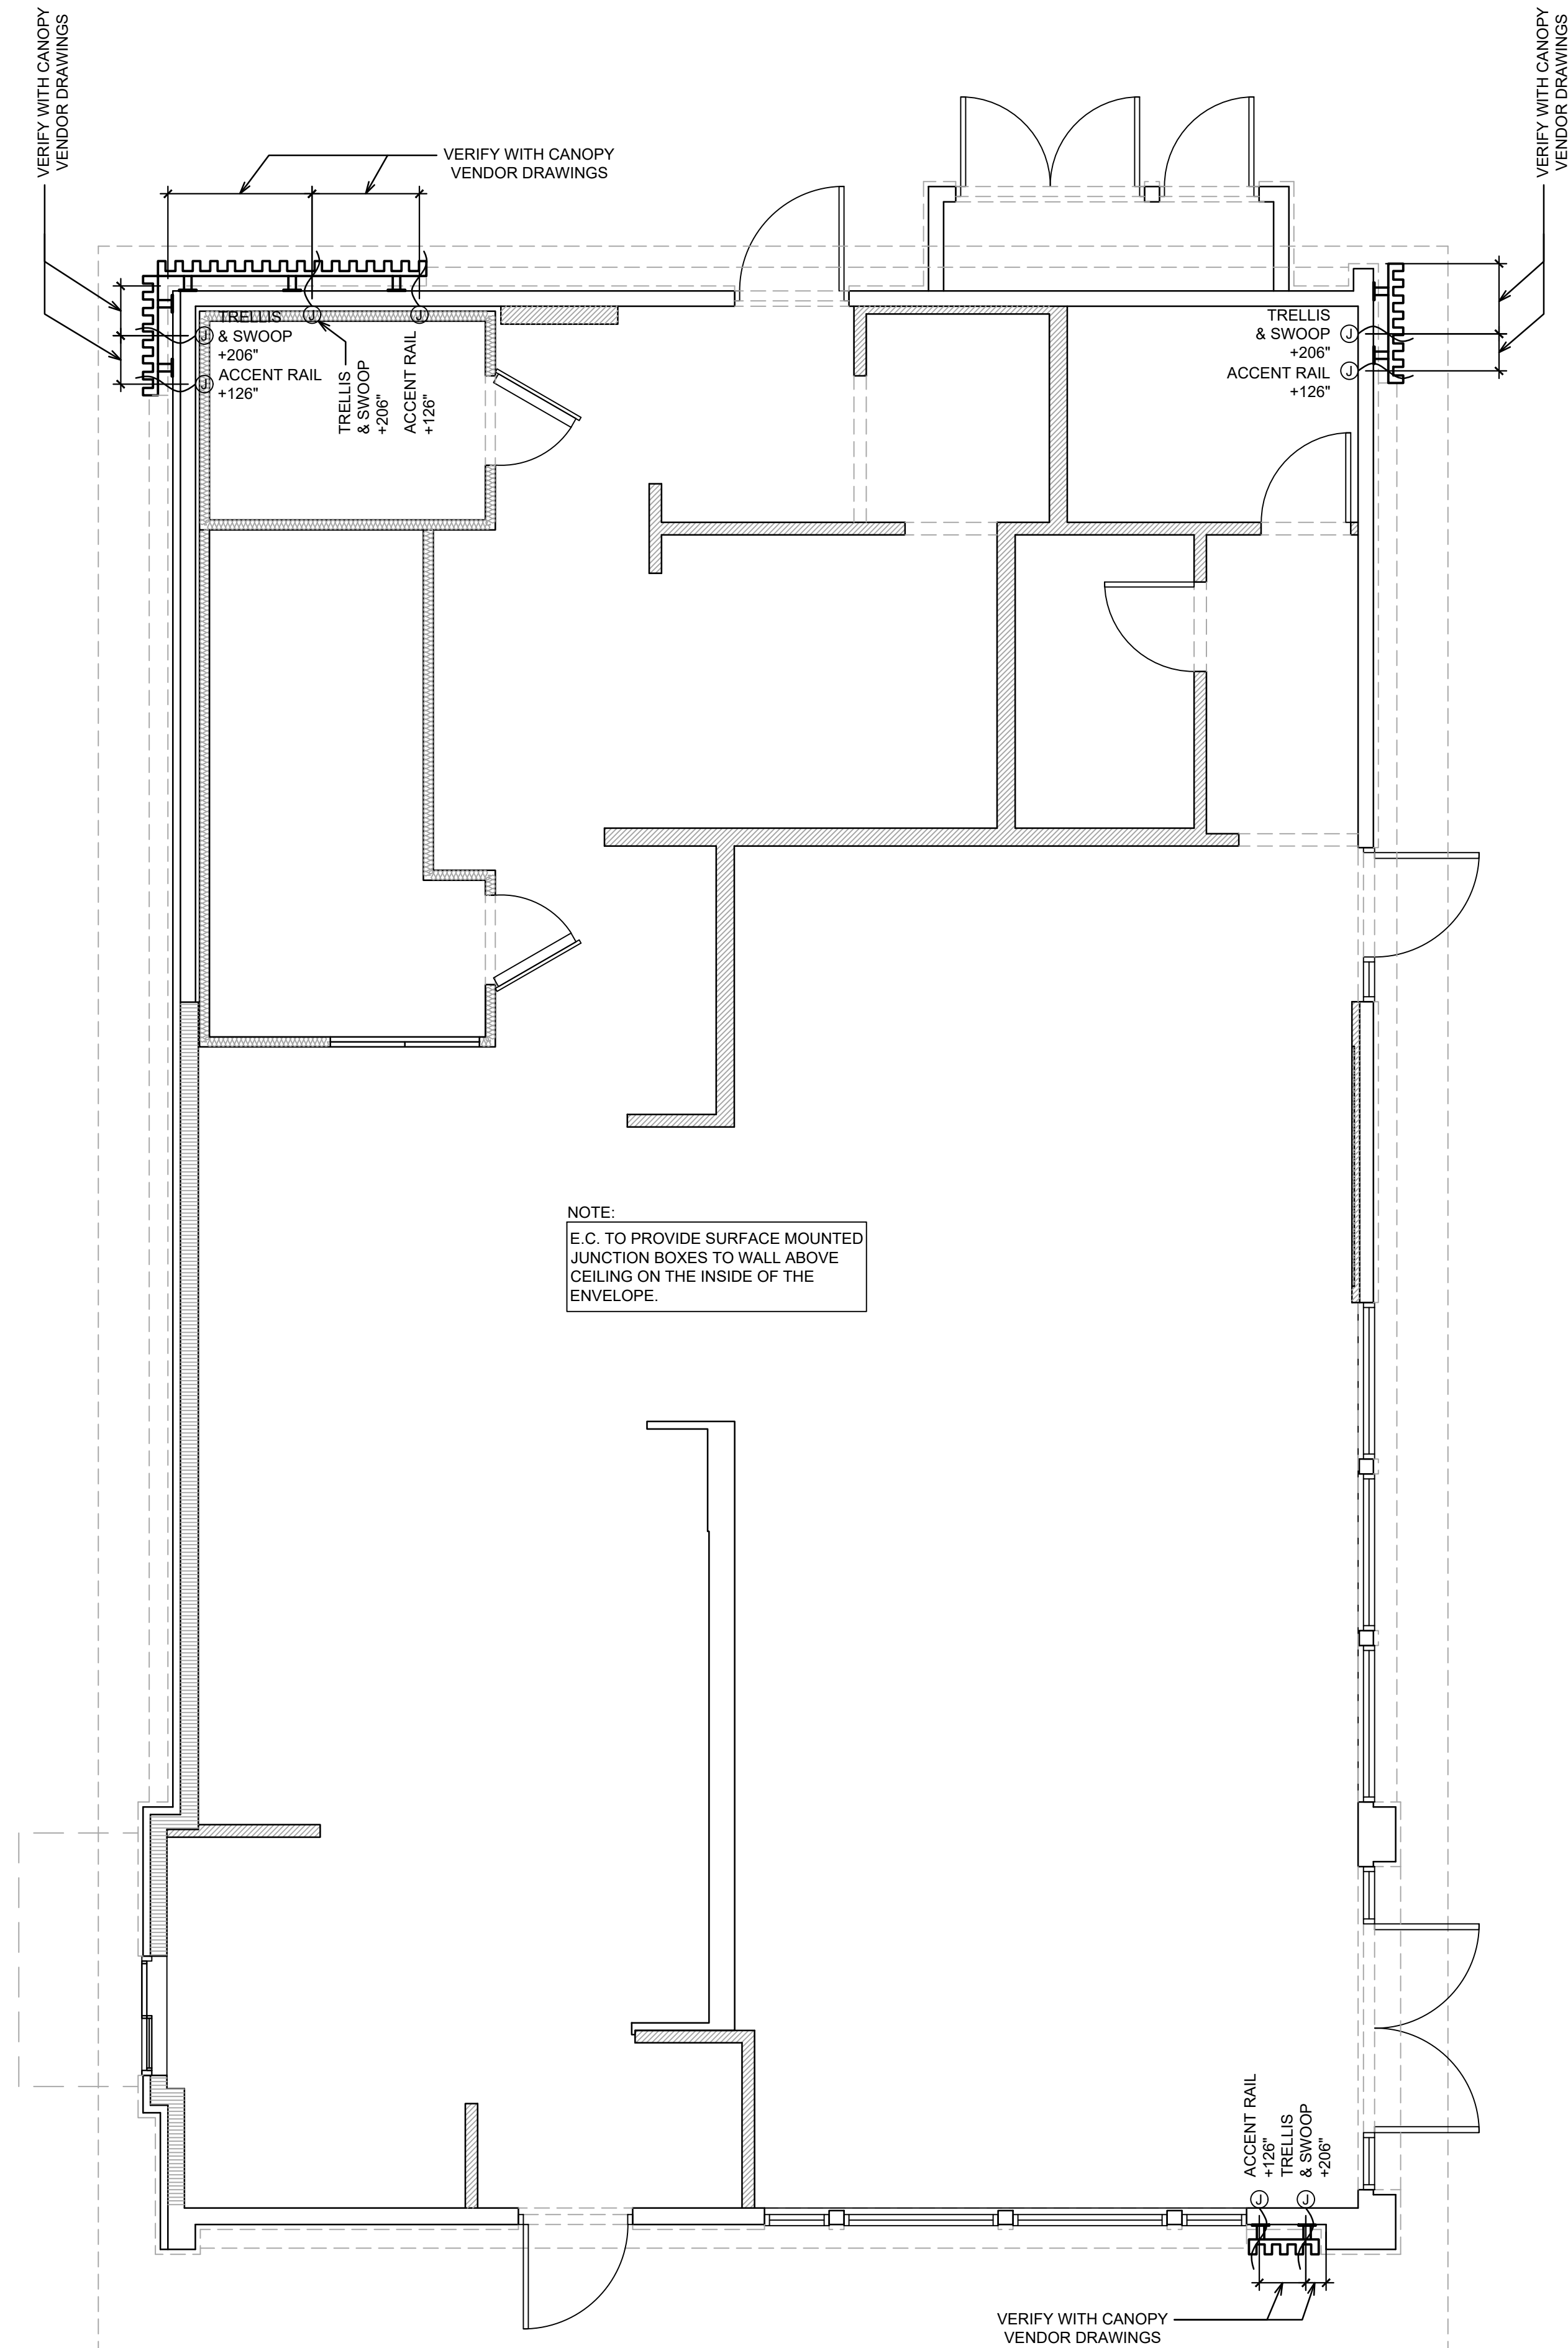 VERIFY WITH CANOPY
VENDOR DRAWINGS
VERIFY WITH CANOPY
VENDOR DRAWINGS
VERIFY WITH CANOPY
VENDOR DRAWINGS
J
TRELLIS
& SWOOP
+206"
J
ACCENT RAIL
+126"
J
J
TRELLIS
& SWOOP
+206"
J
ACCENT RAIL
+126"
TRELLIS
& SWOOP
+206"
J
ACCENT RAIL
+126"
J
NOTE:
E.C. TO PROVIDE SURFACE MOUNTED
JUNCTION BOXES TO WALL ABOVE
CEILING ON THE INSIDE OF THE
ENVELOPE.
ACCENT RAIL
+126"
TRELLIS
& SWOOP
+206"
J
J
VERIFY WITH CANOPY
VENDOR DRAWINGS